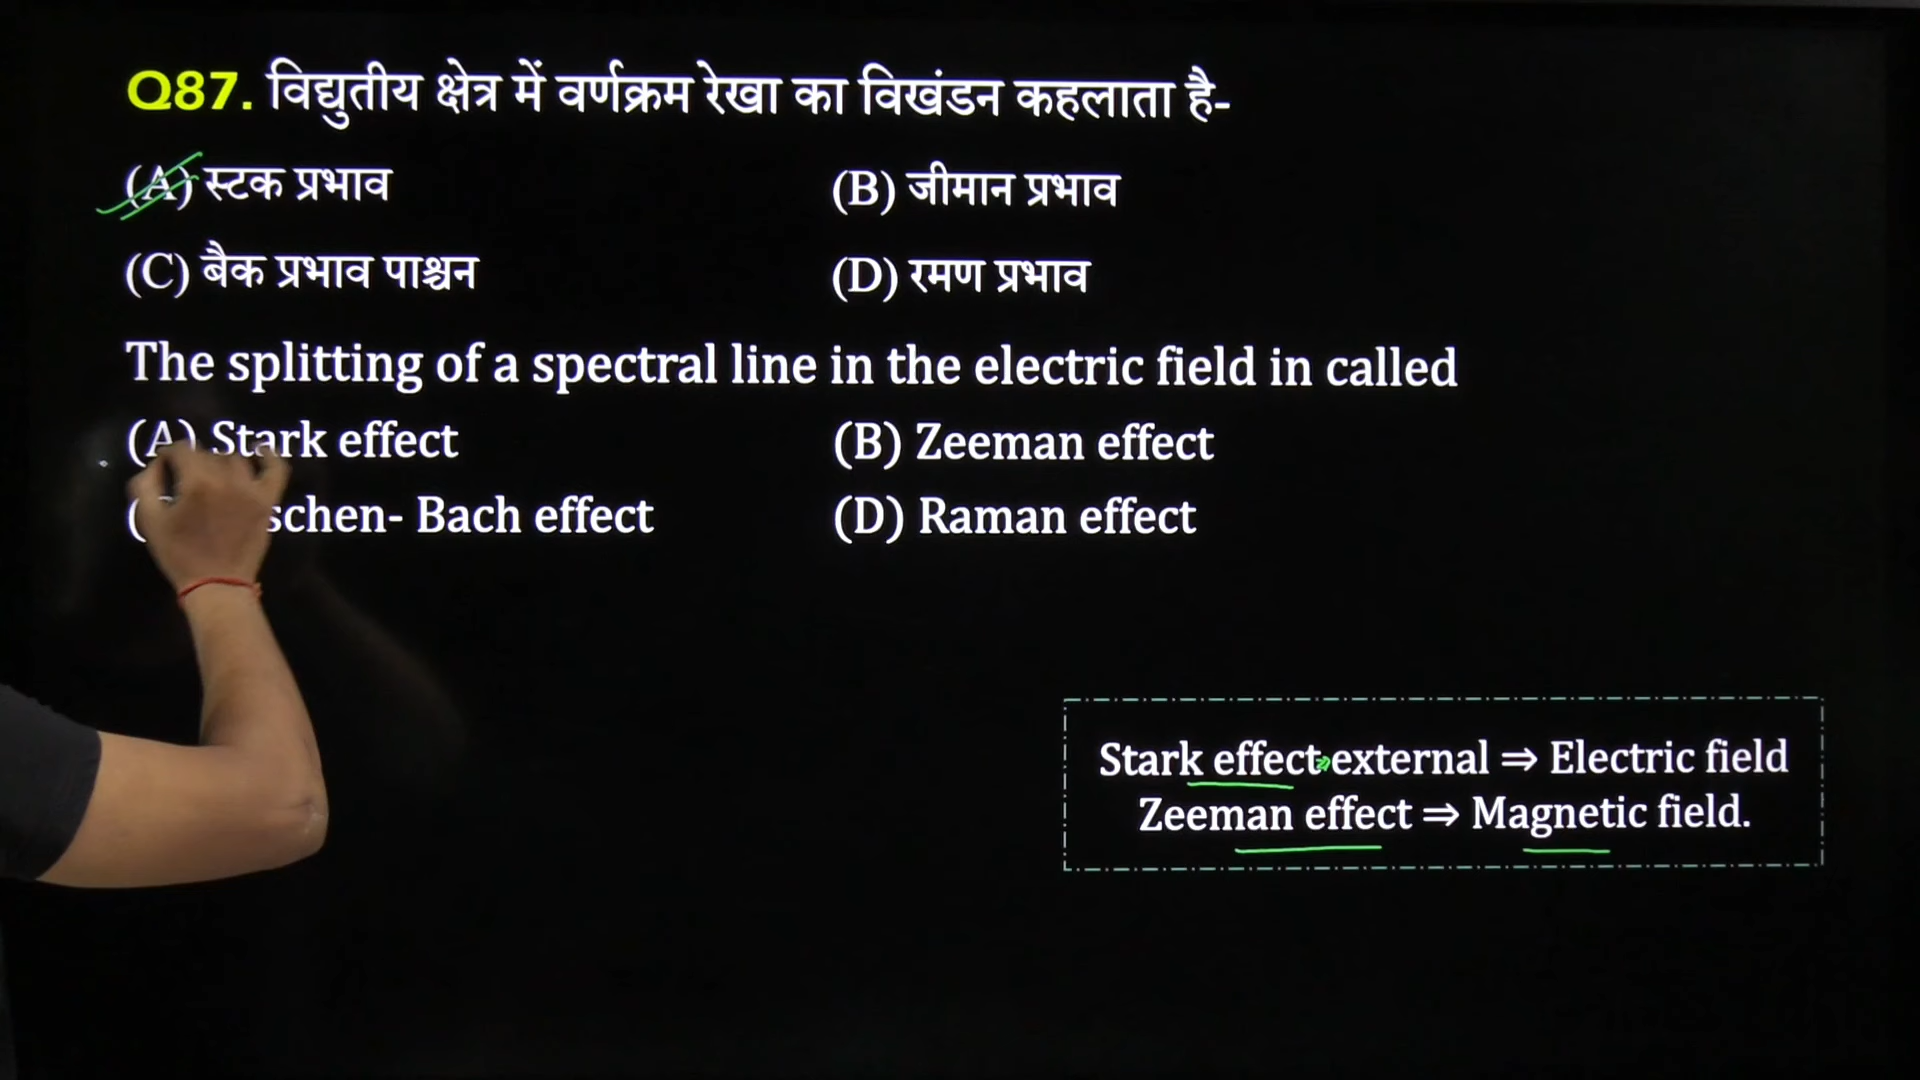 Q87. विद्युतीय क्षेत्र में वर्णक्रम रेखा का विखंडन कहलाता है-
(A) स्टक प्रभाव (B) जीमान प्रभाव
(C) बैक प्रभाव पाश्चन (D) रमण प्रभाव
The splitting of a spectral line in the electric field in called
(A) Stark effect (B) Zeeman effect
Bach effect (D) Raman effect
Stark effect external ⇒ Electric field
Zeeman effect ⇒ Magnetic field.